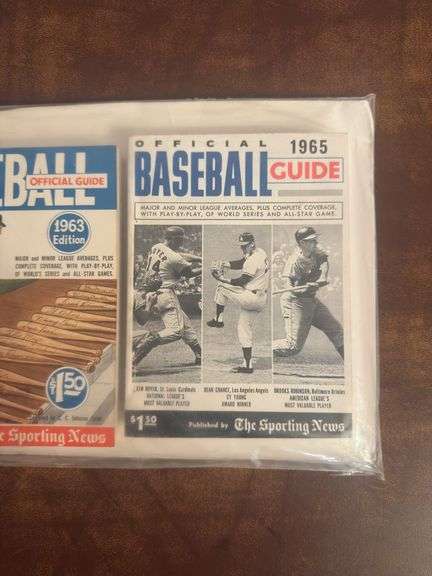 EBALL
OFFICIAL GUIDE
1963
Edition
MAJOR and MINOR LEAGUE AVERAGES, PLUS
COMPLETE COVERAGE, WITH PLAY-BY-PLAY,
OF WORLD'S SERIES and ALL-STAR GAMES.
$1.50
e Sporting News
OFFICIAL 1965
BASEBALL
GUIDE
MAJOR AND MINOR LEAGUE AVERAGES, PLUS COMPLETE COVERAGE,
WITH PLAY-BY-PLAY, OF WORLD SERIES AND ALL-STAR GAME.
KEN BOYER, St. Louis Cardinals
NATIONAL LEAGUE'S
MOST VALUABLE PLAYER
DEAN CHANCE, Los Angeles Angels
CY YOUNG
AWARD WINNER
BROOKS ROBINSON, Baltimore Orioles
AMERICAN LEAGUE'S
MOST VALUABLE PLAYER
$1.50
Published by The Sporting News